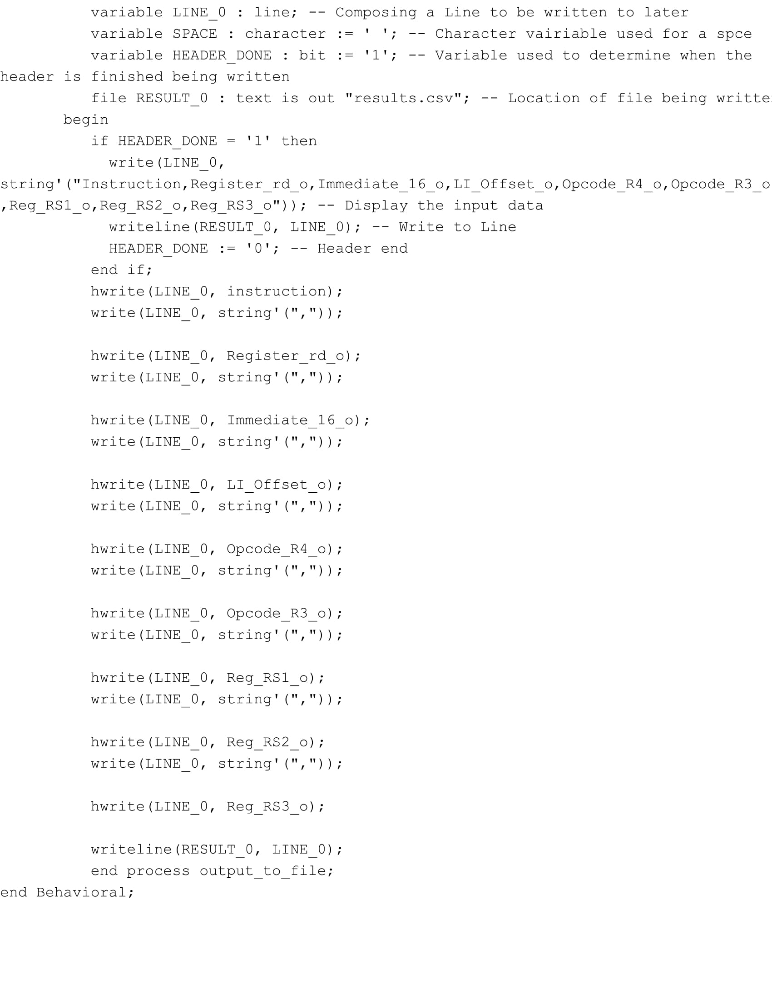 variable LINE_0 : line; -- Composing a Line to be written to later
variable SPACE : character := ' '; -- Character vairiable used for a spce
variable HEADER_DONE : bit := '1'; -- Variable used to determine when the
header is finished being written
file RESULT_0 : text is out "results.csv"; -- Location of file being writte
begin
if HEADER_DONE = '1' then
write(LINE_0,
string'("Instruction,Register_rd_o,Immediate_16_o,LI_Offset_o,Opcode_R4_o,Opcode_R3_o
,Reg_RS1_o,Reg_RS2_o,Reg_RS3_o")); -- Display the input data
writeline(RESULT_0, LINE_0); -- Write to Line
HEADER_DONE := '0'; -- Header end
end if;
hwrite(LINE_0, instruction);
write(LINE_0, string'(","));
hwrite(LINE_0, Register_rd_o);
write(LINE_0, string'(","));
hwrite(LINE_0, Immediate_16_o);
write(LINE_0, string'(","));
hwrite(LINE_0, LI_Offset_o);
write(LINE_0, string'(","));
hwrite(LINE_0, Opcode_R4_o);
write(LINE_0, string'(","));
hwrite(LINE_0, Opcode_R3_o);
write(LINE_0, string'(","));
hwrite(LINE_0, Reg_RS1_o);
write(LINE_0, string'(","));
hwrite(LINE_0, Reg_RS2_o);
write(LINE_0, string'(","));
hwrite(LINE_0, Reg_RS3_o);
writeline(RESULT_0, LINE_0);
end process output_to_file;
end Behavioral;